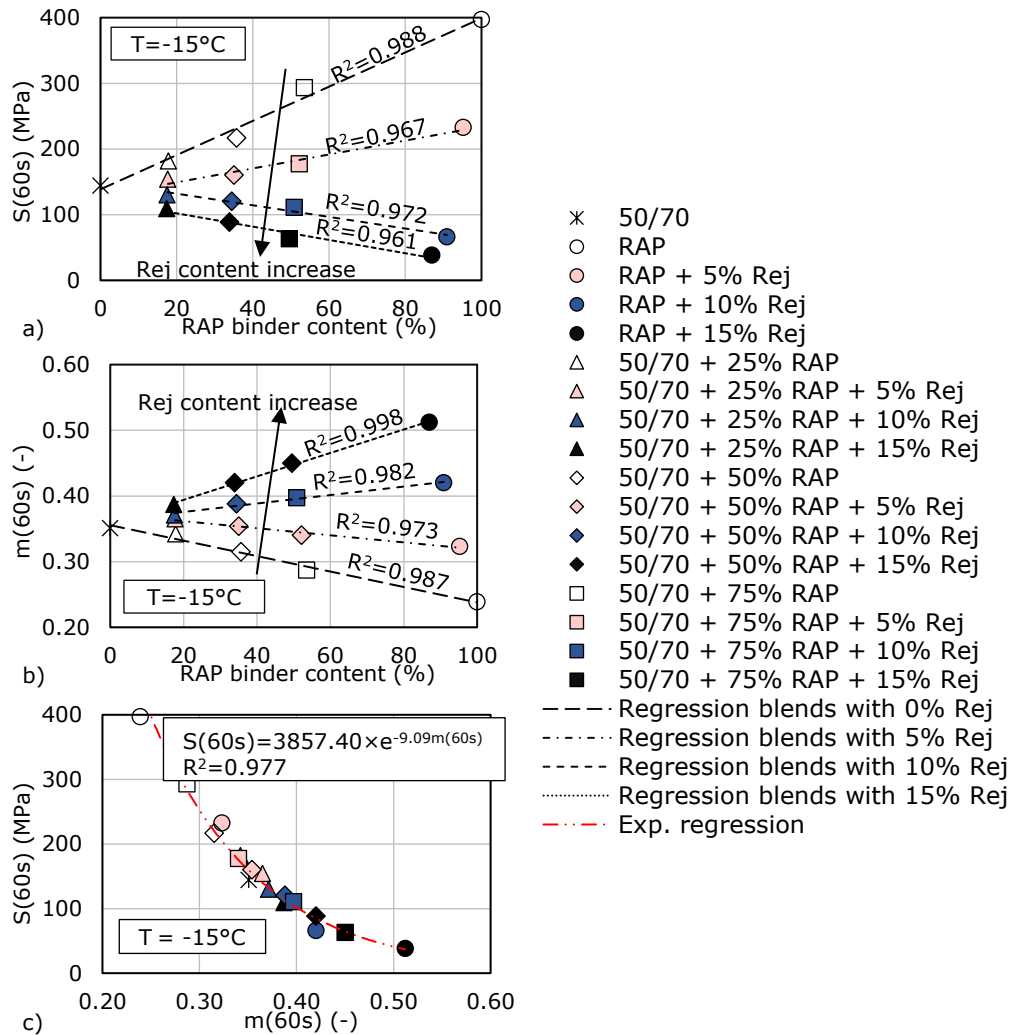 400
300
200
100
0
S(60s) (MPa)
T=-15°C
R²=0.988
R²=0.967
R²=0.972
R²=0.961
Rej content increase
0
20
40
60
80
100
a)
RAP binder content (%)
0.60
0.50
0.40
0.30
0.20
m(60s) (-)
Rej content increase
R²=0.998
R²=0.982
R²=0.973
R²=0.987
T=-15°C
0
20
40
60
80
100
b)
RAP binder content (%)
400
300
200
100
0
S(60s) (MPa)
S(60s)=3857.40×e^-9.09m(60s)
R²=0.977
T = -15°C
0.20
0.30
0.40
0.50
0.60
c)
m(60s) (-)
50/70
RAP
RAP + 5% Rej
RAP + 10% Rej
RAP + 15% Rej
50/70 + 25% RAP
50/70 + 25% RAP + 5% Rej
50/70 + 25% RAP + 10% Rej
50/70 + 25% RAP + 15% Rej
50/70 + 50% RAP
50/70 + 50% RAP + 5% Rej
50/70 + 50% RAP + 10% Rej
50/70 + 50% RAP + 15% Rej
50/70 + 75% RAP
50/70 + 75% RAP + 5% Rej
50/70 + 75% RAP + 10% Rej
50/70 + 75% RAP + 15% Rej
Regression blends with 0% Rej
Regression blends with 5% Rej
Regression blends with 10% Rej
Regression blends with 15% Rej
Exp. regression